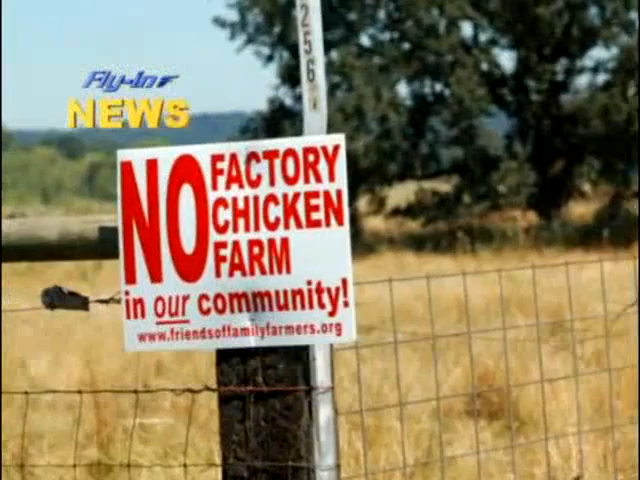 256
Fly-In
NEWS
NO FACTORY
CHICKEN
FARM
in our community!
www.friendsoffamilyfarmers.org